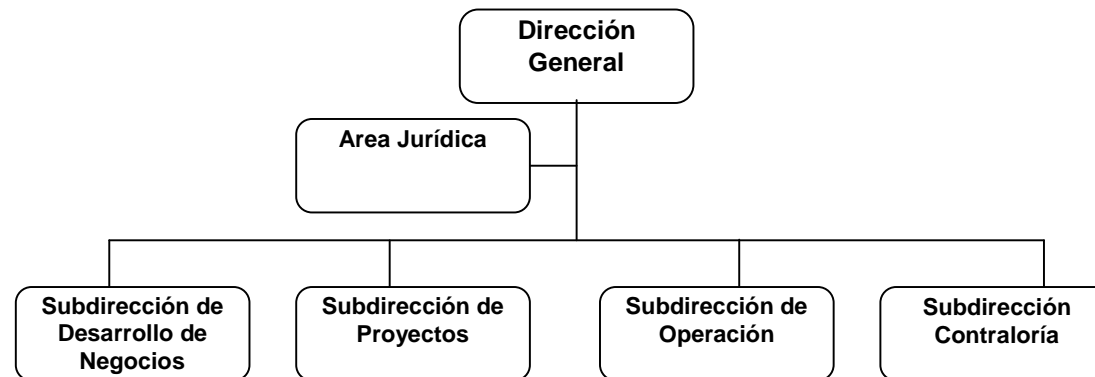 Dirección
General
Area Jurídica
Subdirección de
Desarrollo de
Negocios
Subdirección de
Proyectos
Subdirección de
Operación
Subdirección
Contraloría